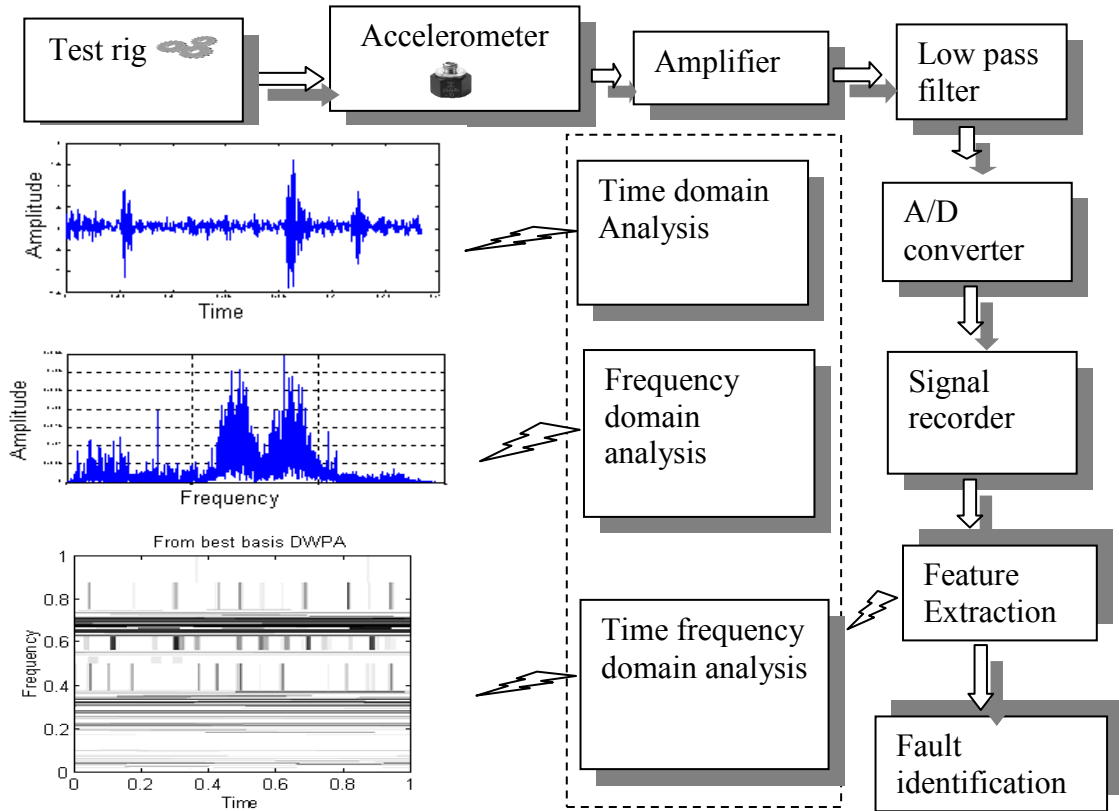 Test rig
Accelerometer
Amplifier
Low pass
filter
Amplitude
Time
Time domain
Analysis
A/D
converter
Amplitude
Frequency
Frequency
domain
analysis
Signal
recorder
From best basis DWPA
Frequency
1
0.8
0.6
0.4
0.2
0
0
0.2
0.4
0.6
0.8
1
Time
Time frequency
domain analysis
Feature
Extraction
Fault
identification